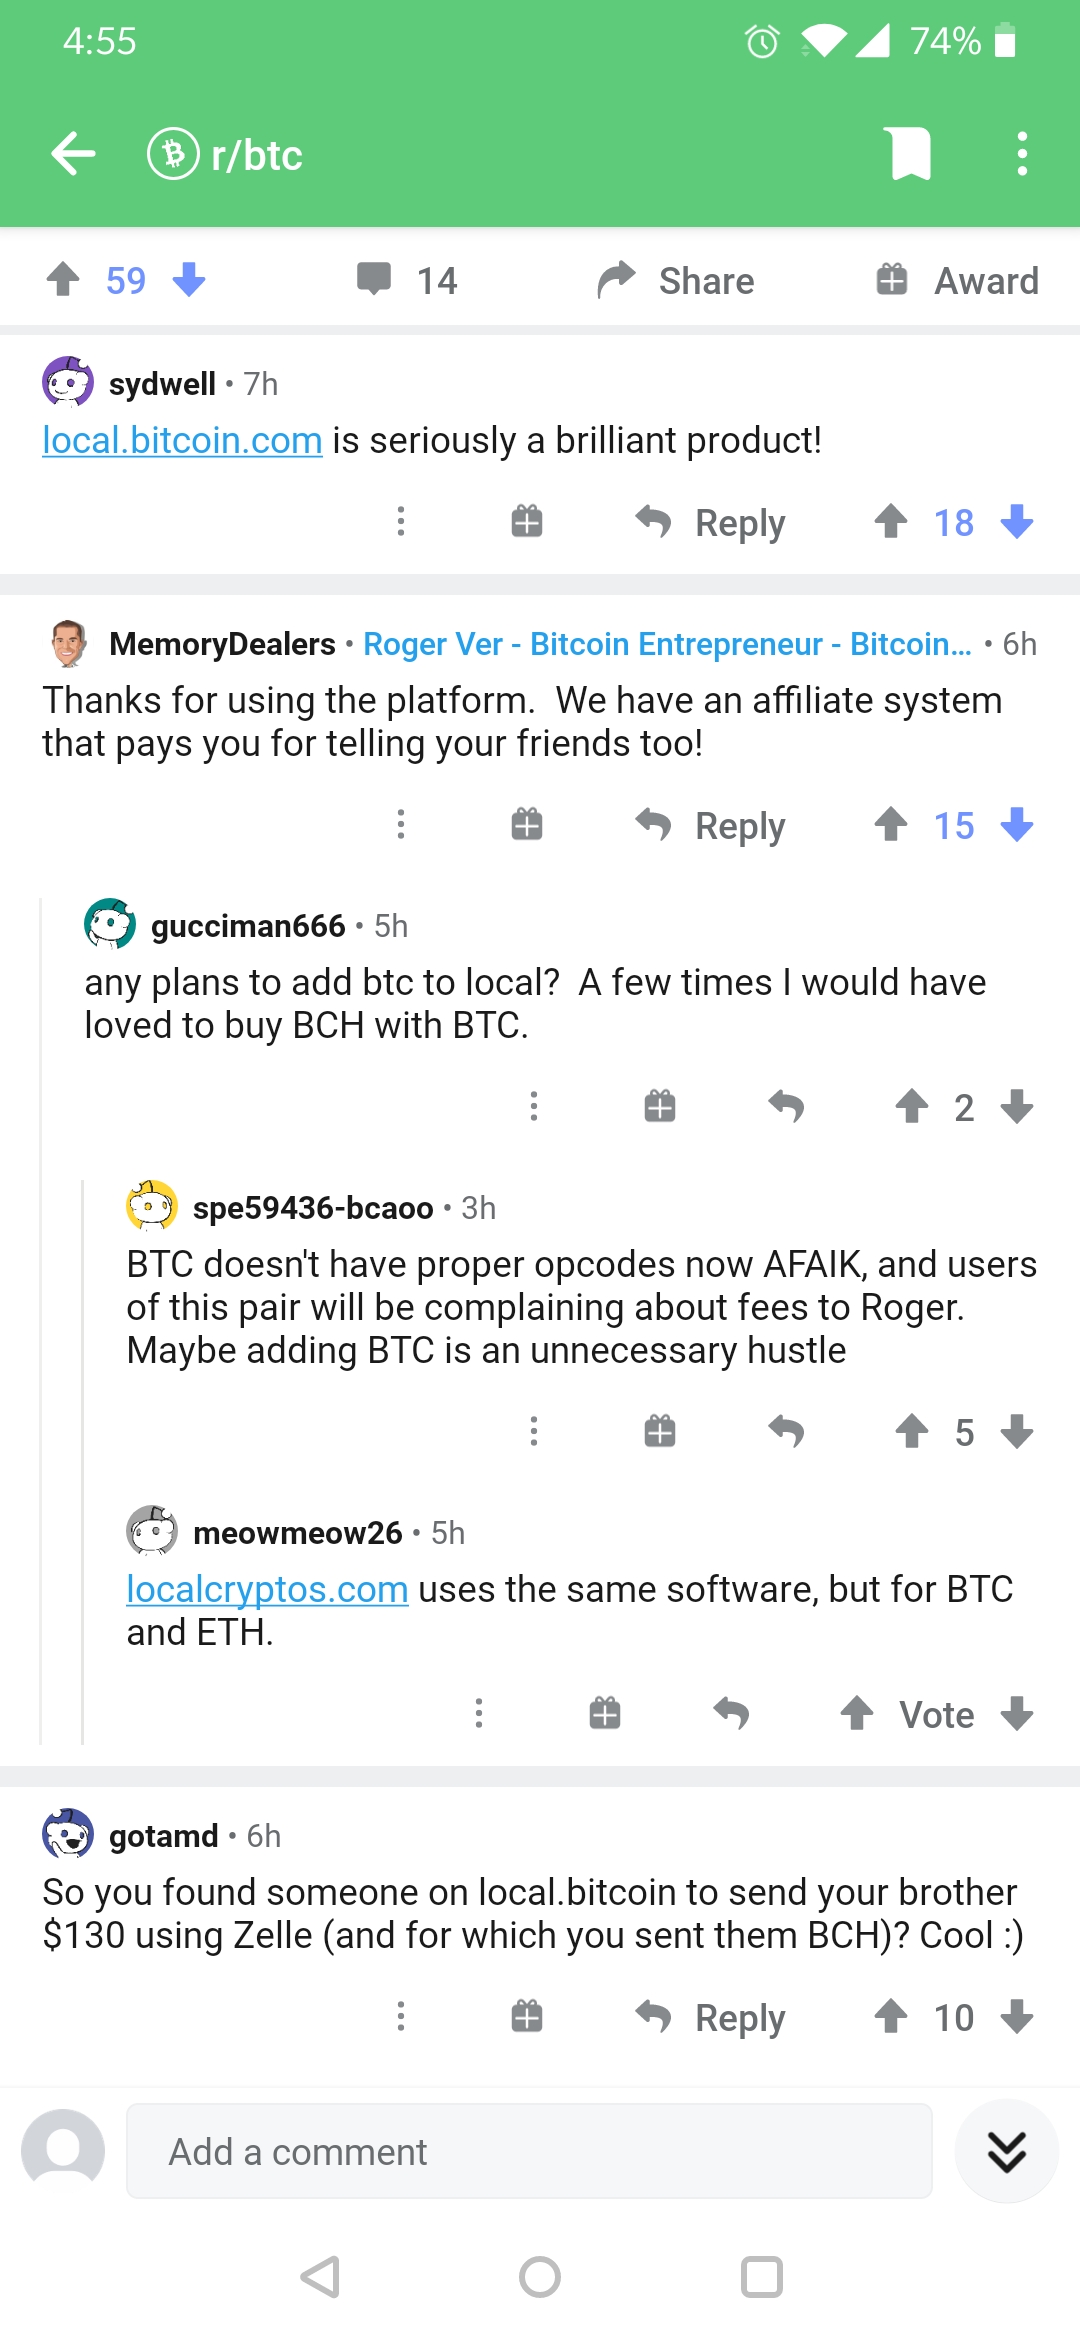 4:55
74%
r/btc
59
14
Share
Award
sydwell • 7h
local.bitcoin.com is seriously a brilliant product!
Reply
18
MemoryDealers • Roger Ver - Bitcoin Entrepreneur - Bitcoin... • 6h
Thanks for using the platform.  We have an affiliate system
that pays you for telling your friends too!
Reply
15
gucciman666 • 5h
any plans to add btc to local?  A few times I would have
loved to buy BCH with BTC.
2
spe59436-bcaoo • 3h
BTC doesn't have proper opcodes now AFAIK, and users
of this pair will be complaining about fees to Roger.
Maybe adding BTC is an unnecessary hustle
5
meowmeow26 • 5h
localcryptos.com uses the same software, but for BTC
and ETH.
Vote
gotamd • 6h
So you found someone on local.bitcoin to send your brother
$130 using Zelle (and for which you sent them BCH)? Cool :)
Reply
10
Add a comment